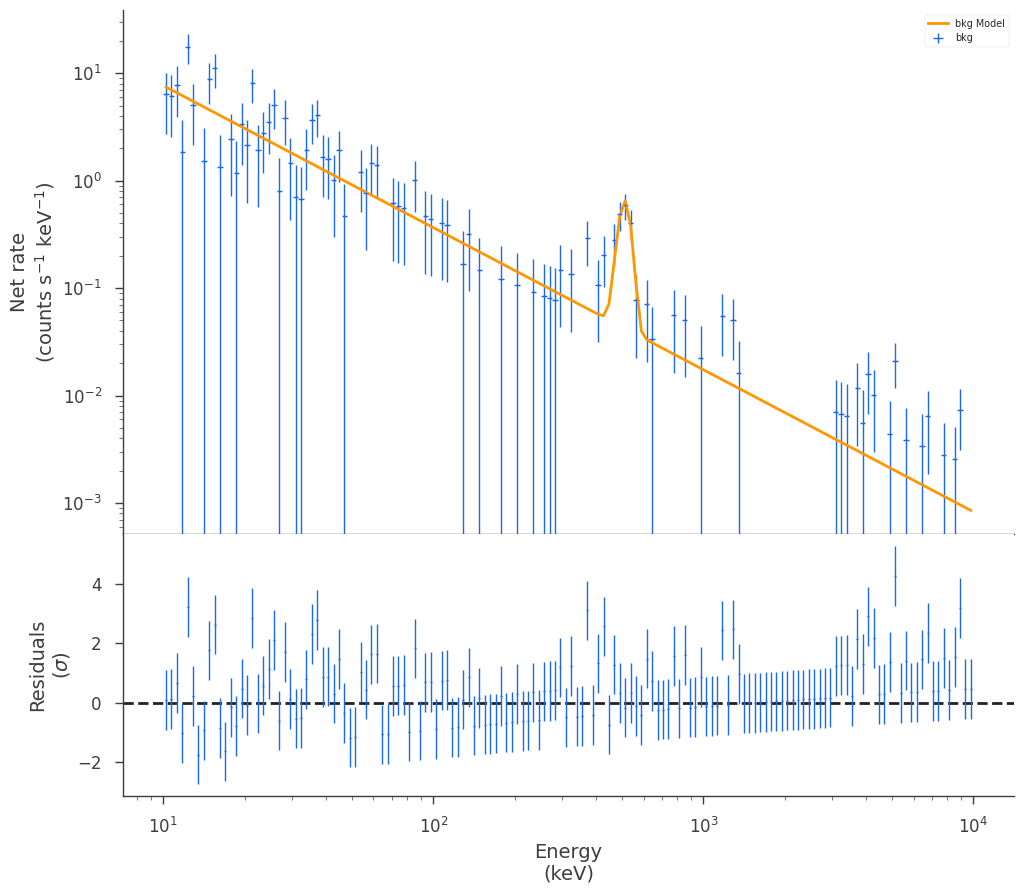 bkg Model
bkg
Net rate
(counts s⁻¹ keV⁻¹)
10¹
10⁰
10⁻¹
10⁻²
10⁻³
Residuals
(σ)
4
2
0
−2
10¹
10²
10³
10⁴
Energy
(keV)